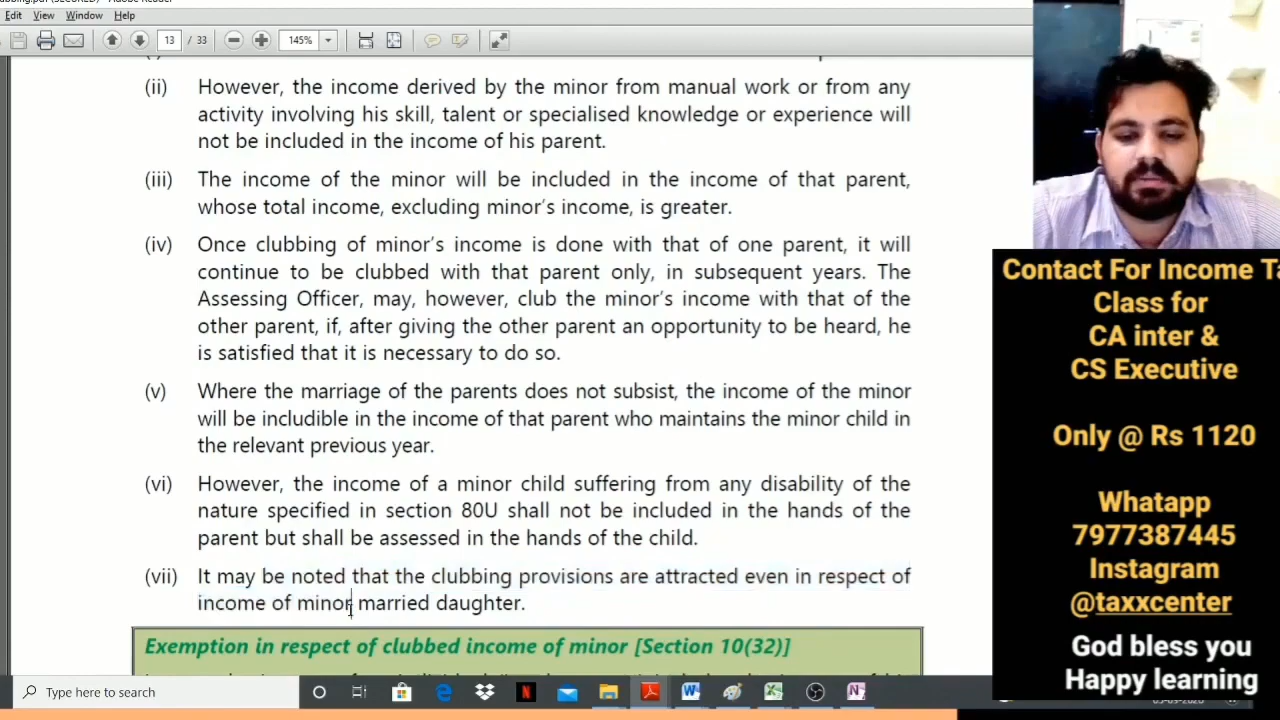 Edit View Window Help
13 / 33 145%
(ii) However, the income derived by the minor from manual work or from any
activity involving his skill, talent or specialised knowledge or experience will
not be included in the income of his parent.
(iii) The income of the minor will be included in the income of that parent,
whose total income, excluding minor's income, is greater.
(iv) Once clubbing of minor's income is done with that of one parent, it will
continue to be clubbed with that parent only, in subsequent years. The
Assessing Officer, may, however, club the minor's income with that of the
other parent, if, after giving the other parent an opportunity to be heard, he
is satisfied that it is necessary to do so.
(v) Where the marriage of the parents does not subsist, the income of the minor
will be includible in the income of that parent who maintains the minor child in
the relevant previous year.
(vi) However, the income of a minor child suffering from any disability of the
nature specified in section 80U shall not be included in the hands of the
parent but shall be assessed in the hands of the child.
(vii) It may be noted that the clubbing provisions are attracted even in respect of
income of minor married daughter.
Exemption in respect of clubbed income of minor [Section 10(32)]
Type here to search
Contact For Income Ta
Class for
CA inter &
CS Executive
Only @ Rs 1120
Whatapp
7977387445
Instagram
@taxxcenter
God bless you
Happy learning